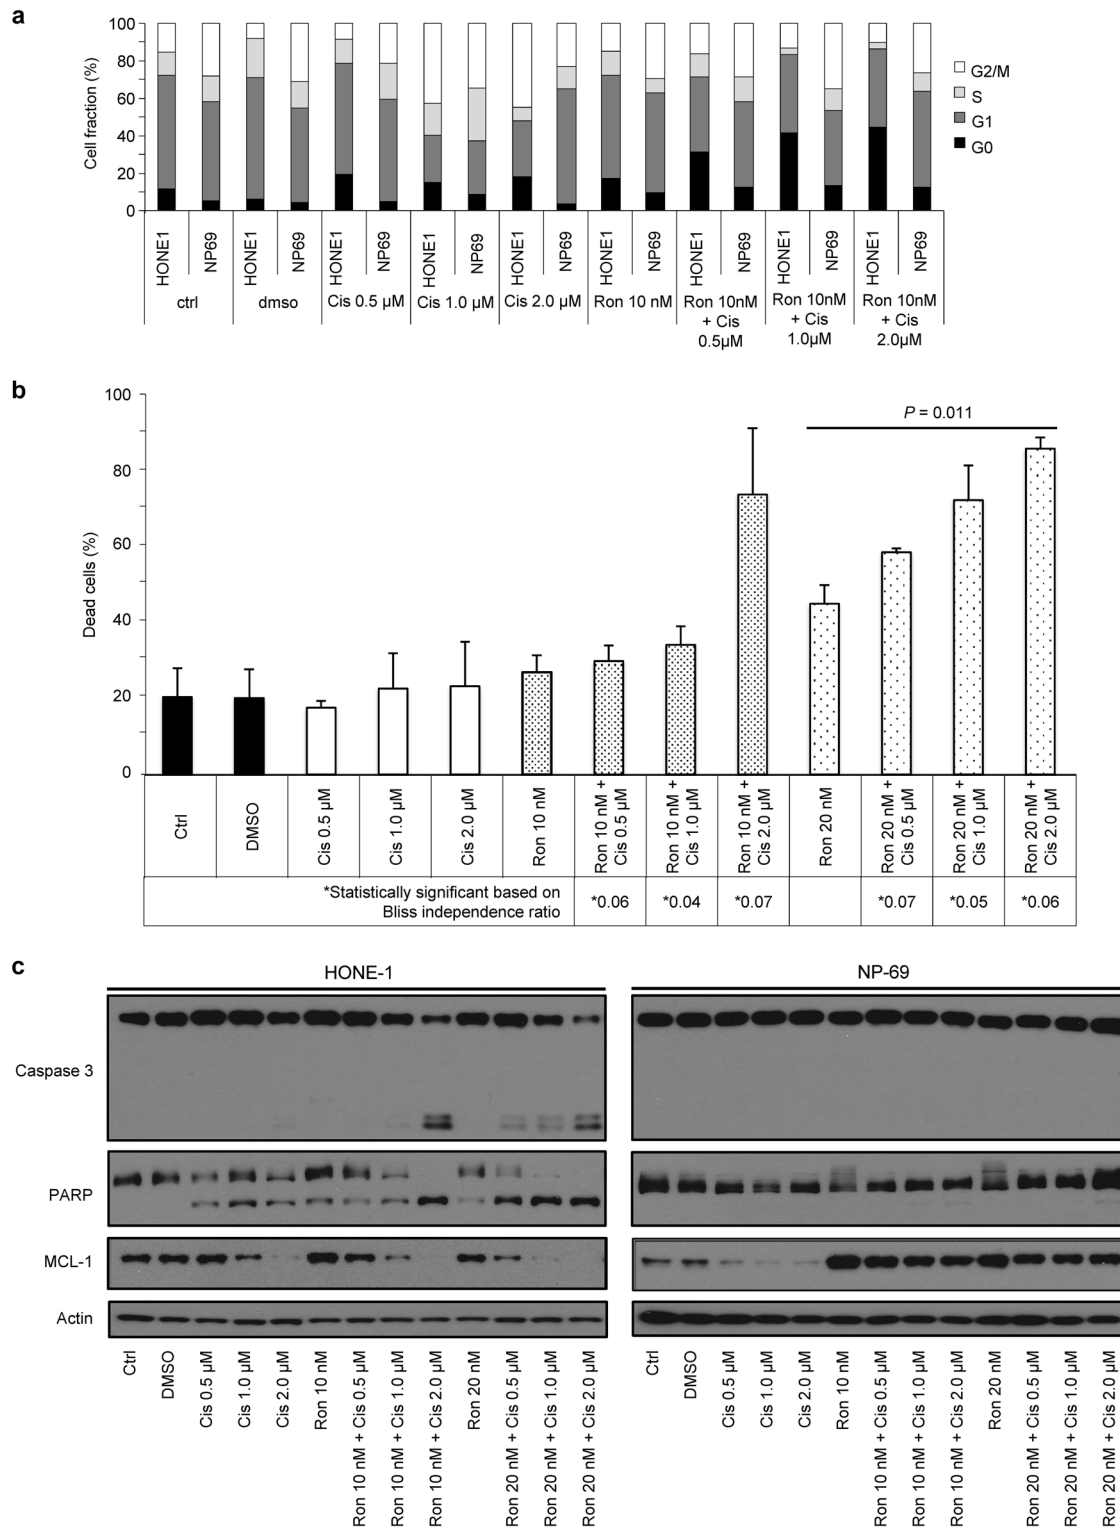 a
100
80
60
40
20
0
Cell fraction (%)
G2/M
S
G1
G0
HONE1
NP69
HONE1
NP69
HONE1
NP69
HONE1
NP69
HONE1
NP69
HONE1
NP69
HONE1
NP69
HONE1
NP69
HONE1
NP69
ctrl
dmso
Cis 0.5 µM
Cis 1.0 µM
Cis 2.0 µM
Ron 10 nM
Ron 10nM
+ Cis
0.5µM
Ron 10nM
+ Cis
1.0µM
Ron 10nM
+ Cis
2.0µM
b
100
80
60
40
20
0
Dead cells (%)
P = 0.011
Ctrl
DMSO
Cis 0.5 µM
Cis 1.0 µM
Cis 2.0 µM
Ron 10 nM
Ron 10 nM +
Cis 0.5 µM
Ron 10 nM +
Cis 1.0 µM
Ron 10 nM +
Cis 2.0 µM
Ron 20 nM
Ron 20 nM +
Cis 0.5 µM
Ron 20 nM +
Cis 1.0 µM
Ron 20 nM +
Cis 2.0 µM
*Statistically significant based on
Bliss independence ratio
*0.06
*0.04
*0.07
*0.07
*0.05
*0.06
c
HONE-1
NP-69
Caspase 3
PARP
MCL-1
Actin
Ctrl
DMSO
Cis 0.5 µM
Cis 1.0 µM
Cis 2.0 µM
Ron 10 nM
Ron 10 nM + Cis 0.5 µM
Ron 10 nM + Cis 1.0 µM
Ron 10 nM + Cis 2.0 µM
Ron 20 nM
Ron 20 nM + Cis 0.5 µM
Ron 20 nM + Cis 1.0 µM
Ron 20 nM + Cis 2.0 µM
Ctrl
DMSO
Cis 0.5 µM
Cis 1.0 µM
Cis 2.0 µM
Ron 10 nM
Ron 10 nM + Cis 0.5 µM
Ron 10 nM + Cis 1.0 µM
Ron 10 nM + Cis 2.0 µM
Ron 20 nM
Ron 20 nM + Cis 0.5 µM
Ron 20 nM + Cis 1.0 µM
Ron 20 nM + Cis 2.0 µM